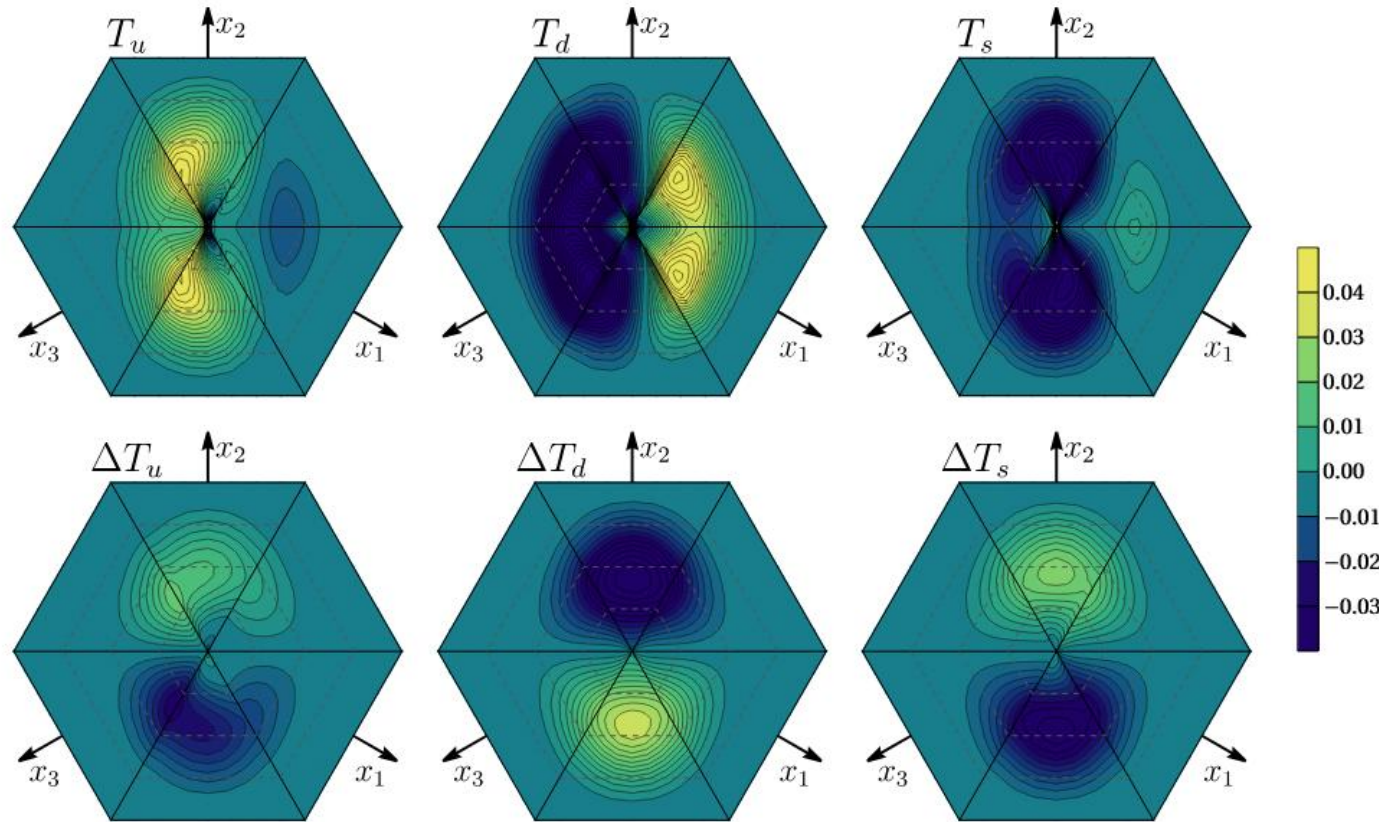 T_u x_2 T_d x_2 T_s x_2
x_3 x_1 x_3 x_1 x_3 x_1
0.04
0.03
0.02
0.01
0.00
−0.01
−0.02
−0.03
ΔT_u x_2 ΔT_d x_2 ΔT_s x_2
x_3 x_1 x_3 x_1 x_3 x_1